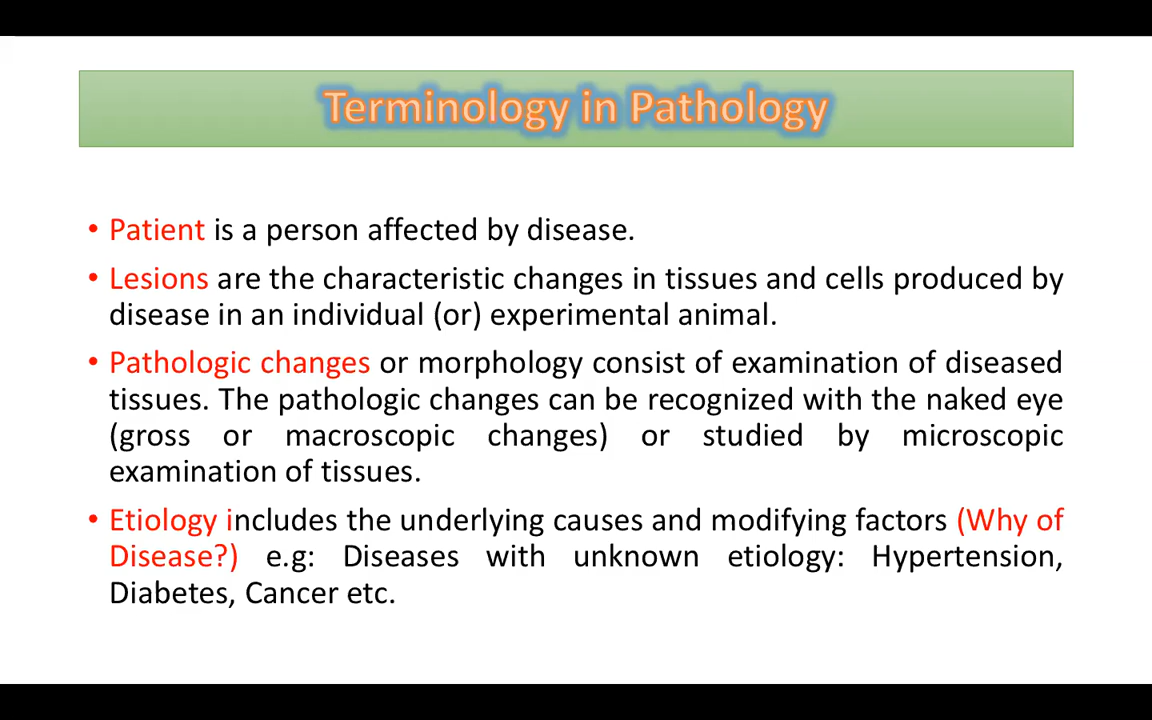 Terminology in Pathology
• Patient is a person affected by disease.
• Lesions are the characteristic changes in tissues and cells produced by
disease in an individual (or) experimental animal.
• Pathologic changes or morphology consist of examination of diseased
tissues. The pathologic changes can be recognized with the naked eye
(gross or macroscopic changes) or studied by microscopic
examination of tissues.
• Etiology includes the underlying causes and modifying factors (Why of
Disease?) e.g: Diseases with unknown etiology: Hypertension,
Diabetes, Cancer etc.